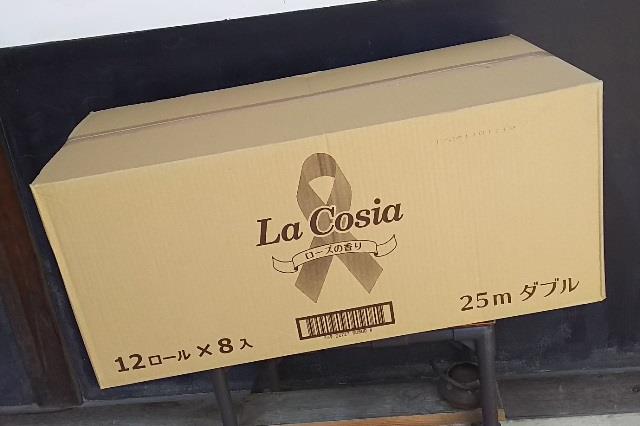 La Cosia
ローズの香り
12ロール×8入
25m ダブル